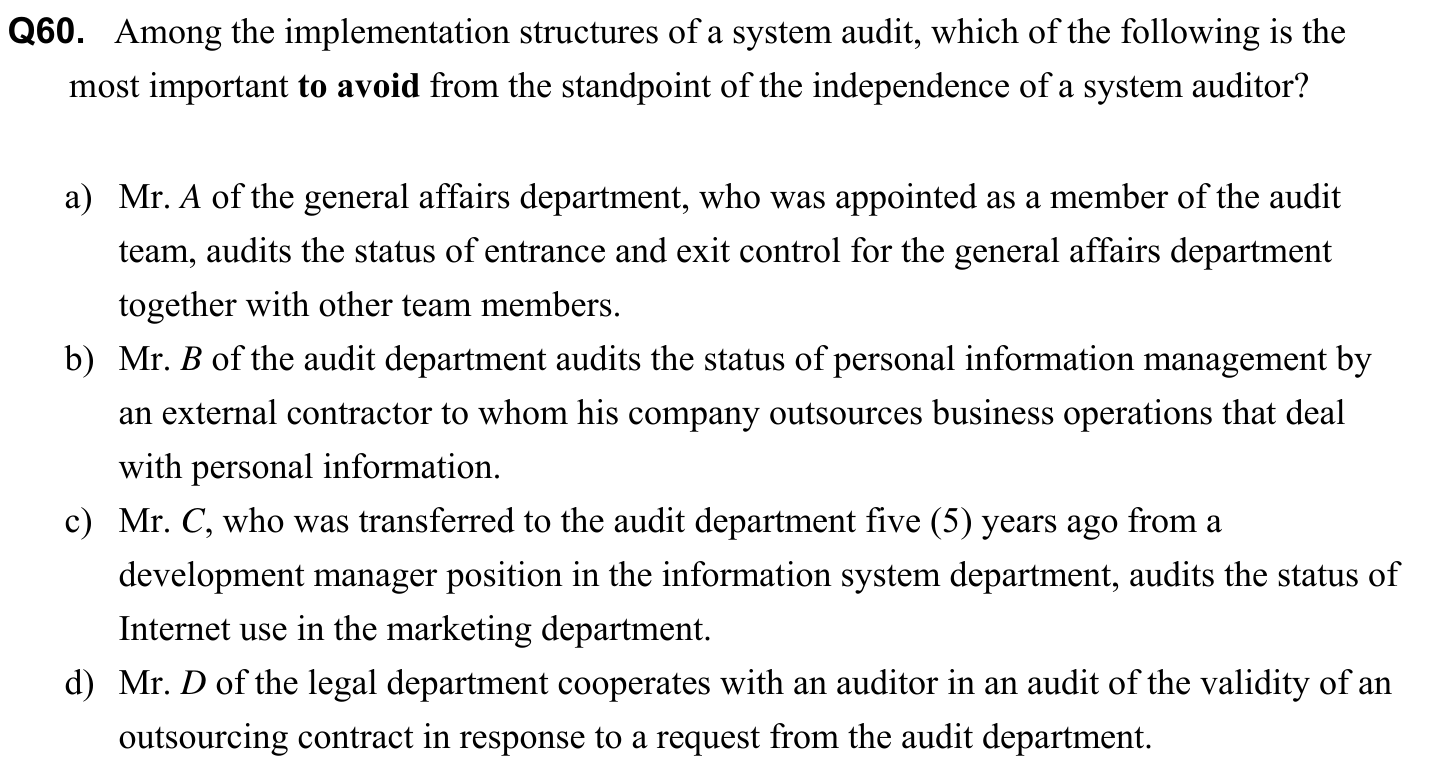 Q60. Among the implementation structures of a system audit, which of the following is the
most important to avoid from the standpoint of the independence of a system auditor?
a) Mr. A of the general affairs department, who was appointed as a member of the audit
team, audits the status of entrance and exit control for the general affairs department
together with other team members.
b) Mr. B of the audit department audits the status of personal information management by
an external contractor to whom his company outsources business operations that deal
with personal information.
c) Mr. C, who was transferred to the audit department five (5) years ago from a
development manager position in the information system department, audits the status of
Internet use in the marketing department.
d) Mr. D of the legal department cooperates with an auditor in an audit of the validity of an
outsourcing contract in response to a request from the audit department.